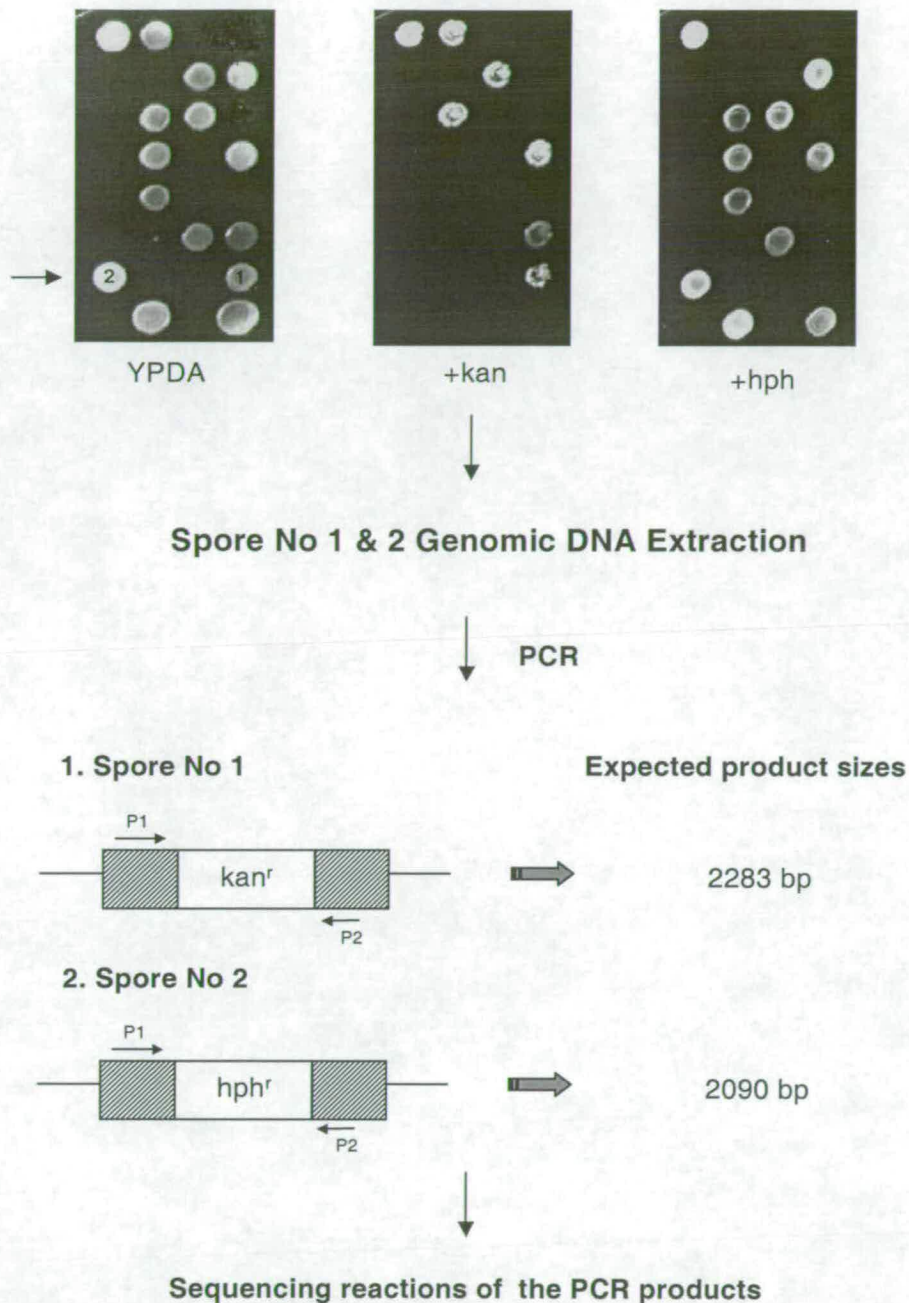 2 1
YPDA +kan +hph
Spore No 1 & 2 Genomic DNA Extraction
PCR
1. Spore No 1 Expected product sizes
P1
kanʳ 2283 bp
P2
2. Spore No 2
P1
hphʳ 2090 bp
P2
Sequencing reactions of the PCR products